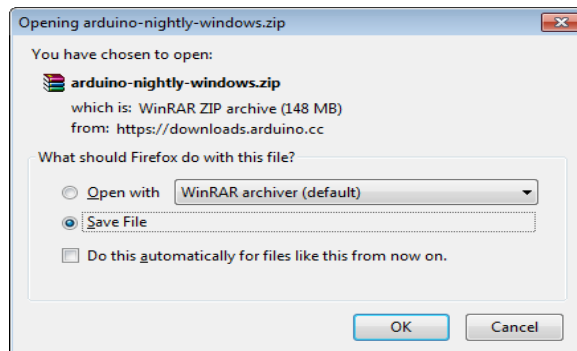 Opening arduino-nightly-windows.zip
You have chosen to open:
arduino-nightly-windows.zip
which is: WinRAR ZIP archive (148 MB)
from: https://downloads.arduino.cc
What should Firefox do with this file?
Open with WinRAR archiver (default)
Save File
Do this automatically for files like this from now on.
OK Cancel